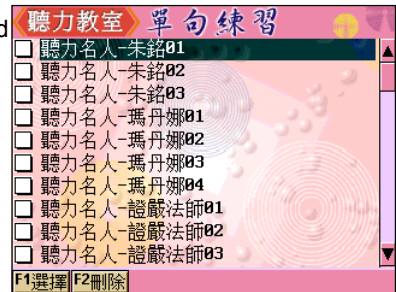 d
聽力教室 單句練習
聽力名人-朱銘01
聽力名人-朱銘02
聽力名人-朱銘03
聽力名人-瑪丹娜01
聽力名人-瑪丹娜02
聽力名人-瑪丹娜03
聽力名人-瑪丹娜04
聽力名人-證嚴法師01
聽力名人-證嚴法師02
聽力名人-證嚴法師03
F1選擇 F2刪除